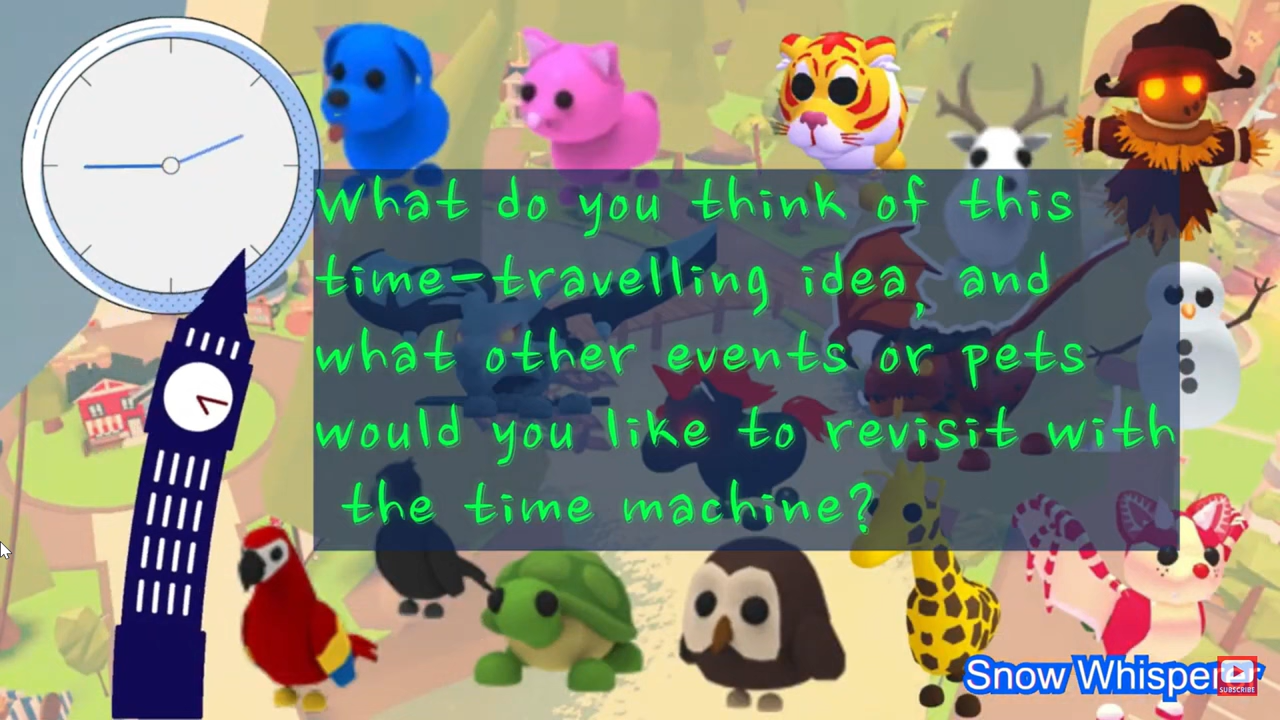 What do you think of this
time-travelling idea, and
what other events or pets
would you like to revisit with
the time machine?
Snow Whisperer
SUBSCRIBE